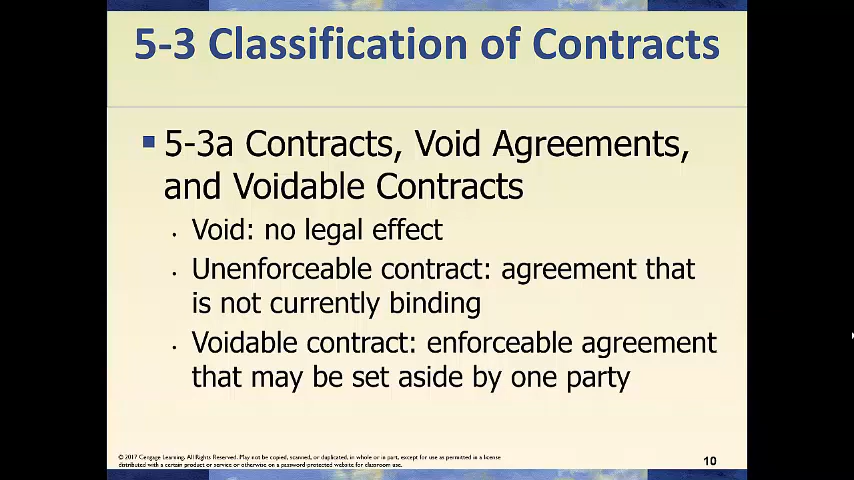 5-3 Classification of Contracts
▪ 5-3a Contracts, Void Agreements,
and Voidable Contracts
• Void: no legal effect
• Unenforceable contract: agreement that
is not currently binding
• Voidable contract: enforceable agreement
that may be set aside by one party
© 2017 Cengage Learning. All Rights Reserved. May not be copied, scanned, or duplicated, in whole or in part, except for use as permitted in a license
distributed with a certain product or service or otherwise on a password-protected website for classroom use.
10